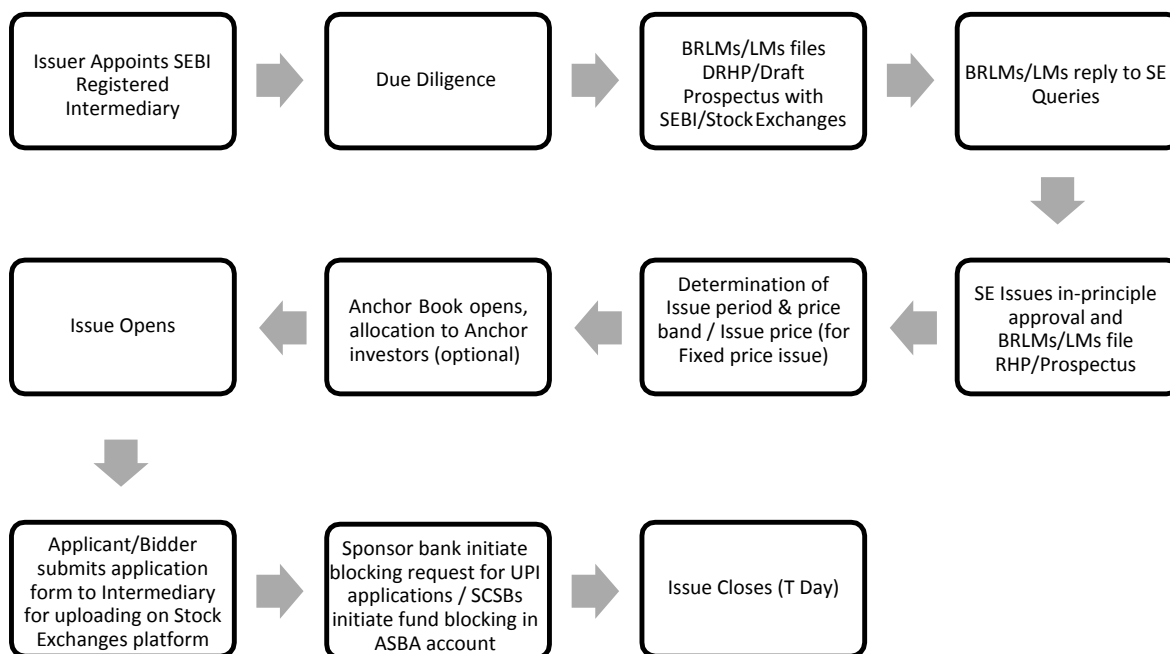 Issuer Appoints SEBI
Registered
Intermediary
Due Diligence
BRLMs/LMs files
DRHP/Draft
Prospectus with
SEBI/Stock Exchanges
BRLMs/LMs reply to SE
Queries
SE Issues in-principle
approval and
BRLMs/LMs file
RHP/Prospectus
Determination of
Issue period & price
band / Issue price (for
Fixed price issue)
Anchor Book opens,
allocation to Anchor
investors (optional)
Issue Opens
Applicant/Bidder
submits application
form to Intermediary
for uploading on Stock
Exchanges platform
Sponsor bank initiate
blocking request for UPI
applications / SCSBs
initiate fund blocking in
ASBA account
Issue Closes (T Day)